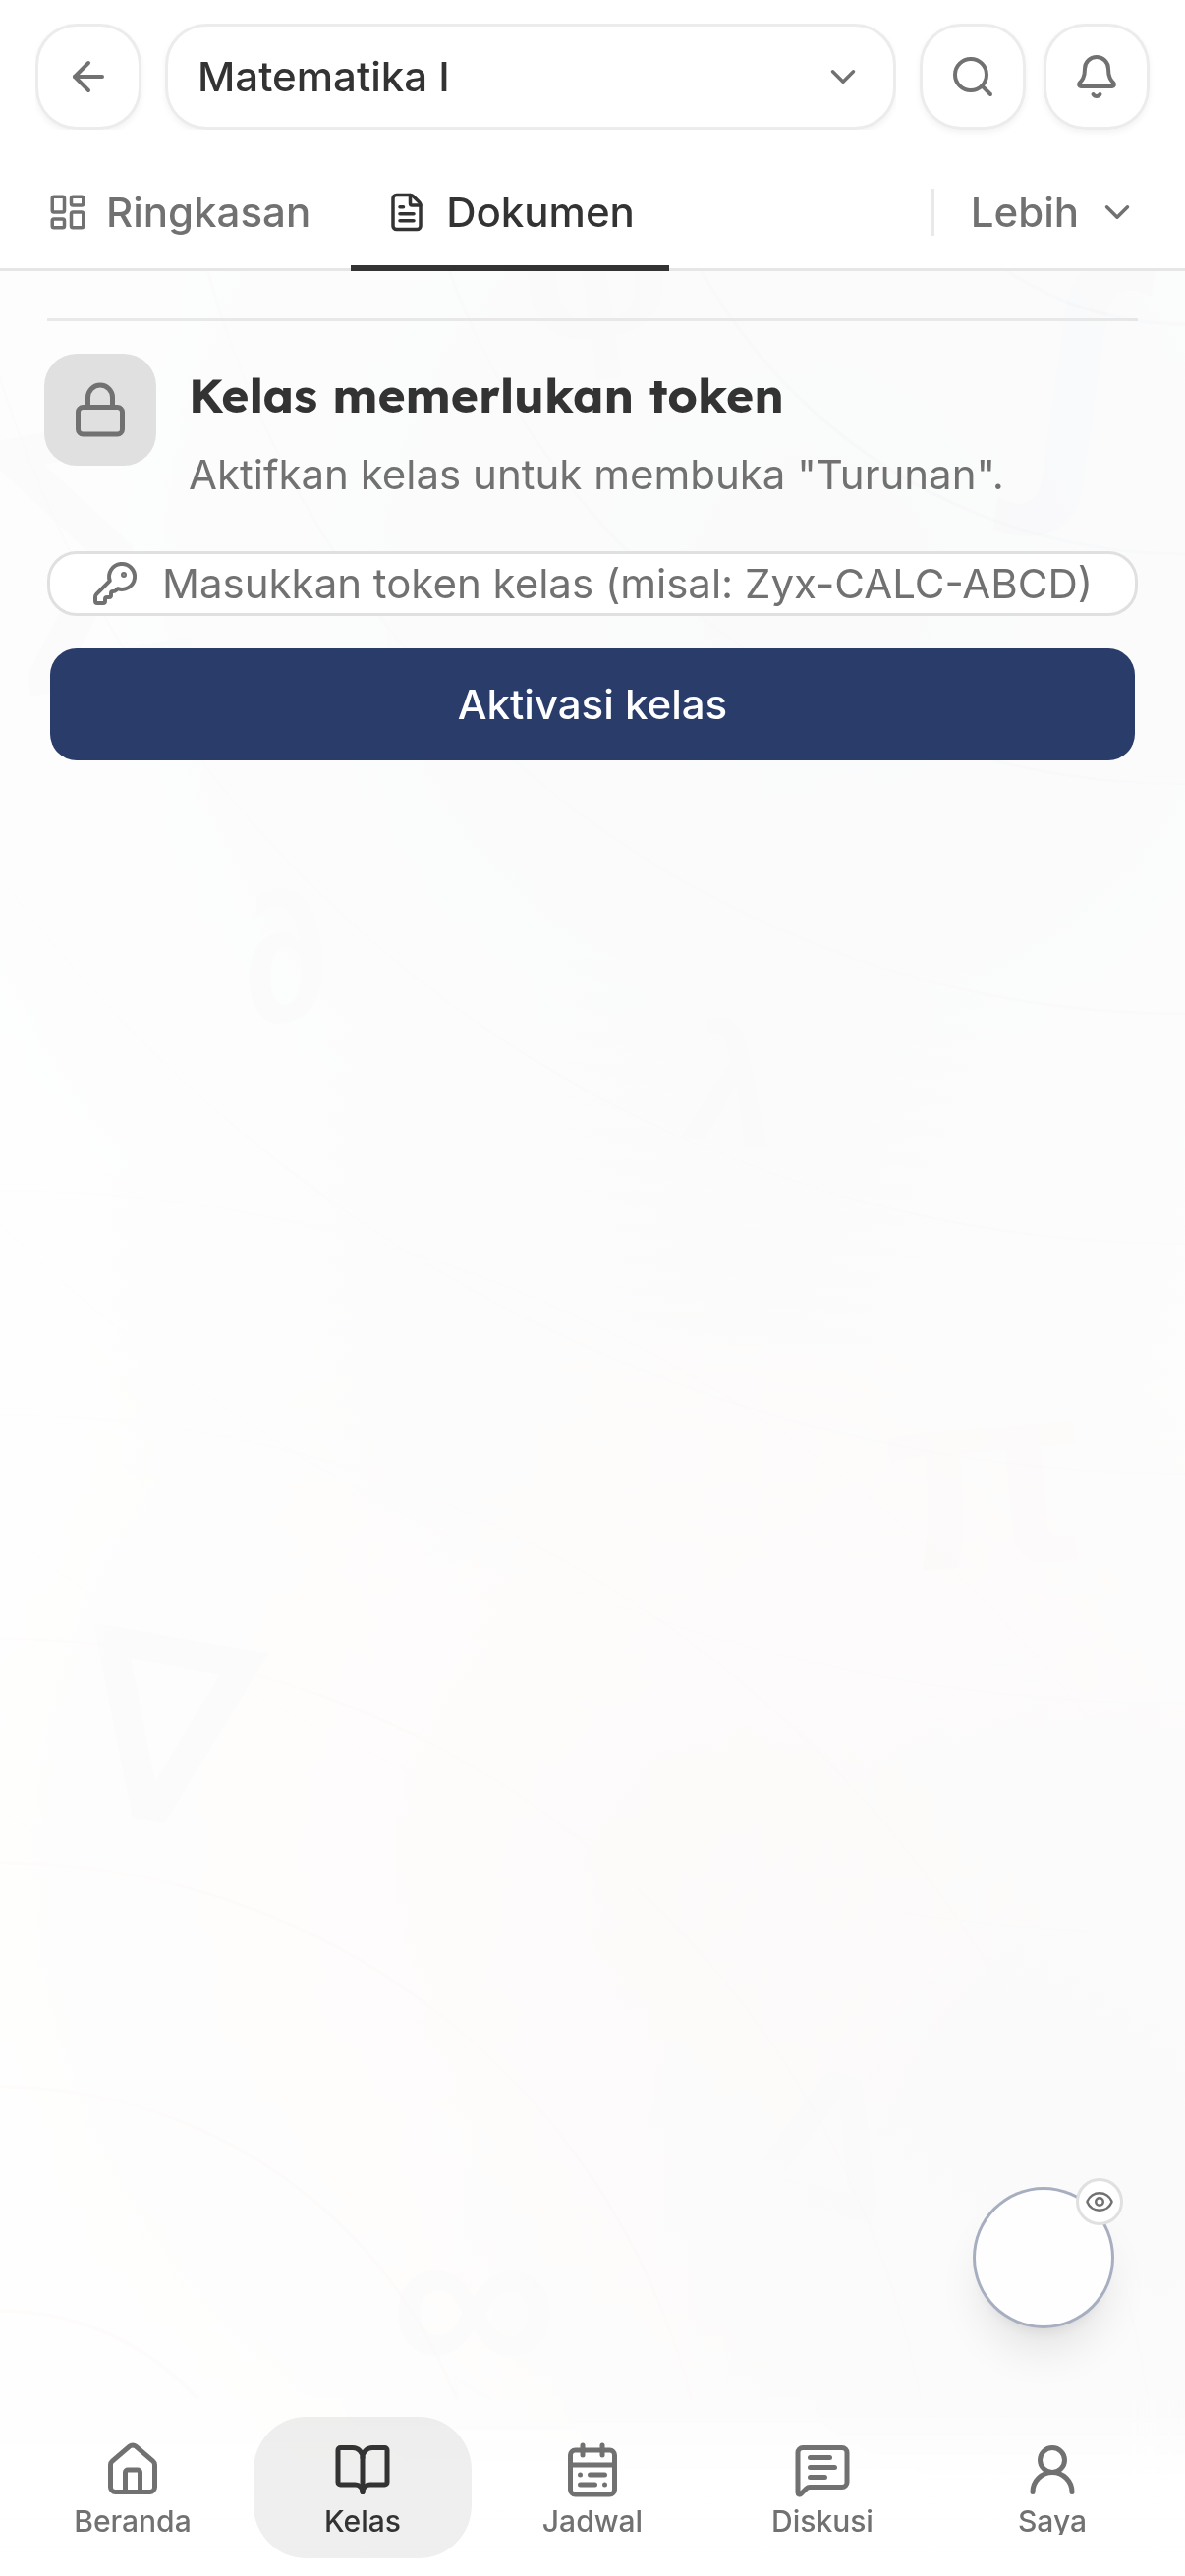 Matematika I
Ringkasan
Dokumen
Lebih
Kelas memerlukan token
Aktifkan kelas untuk membuka "Turunan".
Masukkan token kelas (misal: Zyx-CALC-ABCD)
Aktivasi kelas
∂
λ
π
∇
∞
Beranda
Kelas
Jadwal
Diskusi
Saya